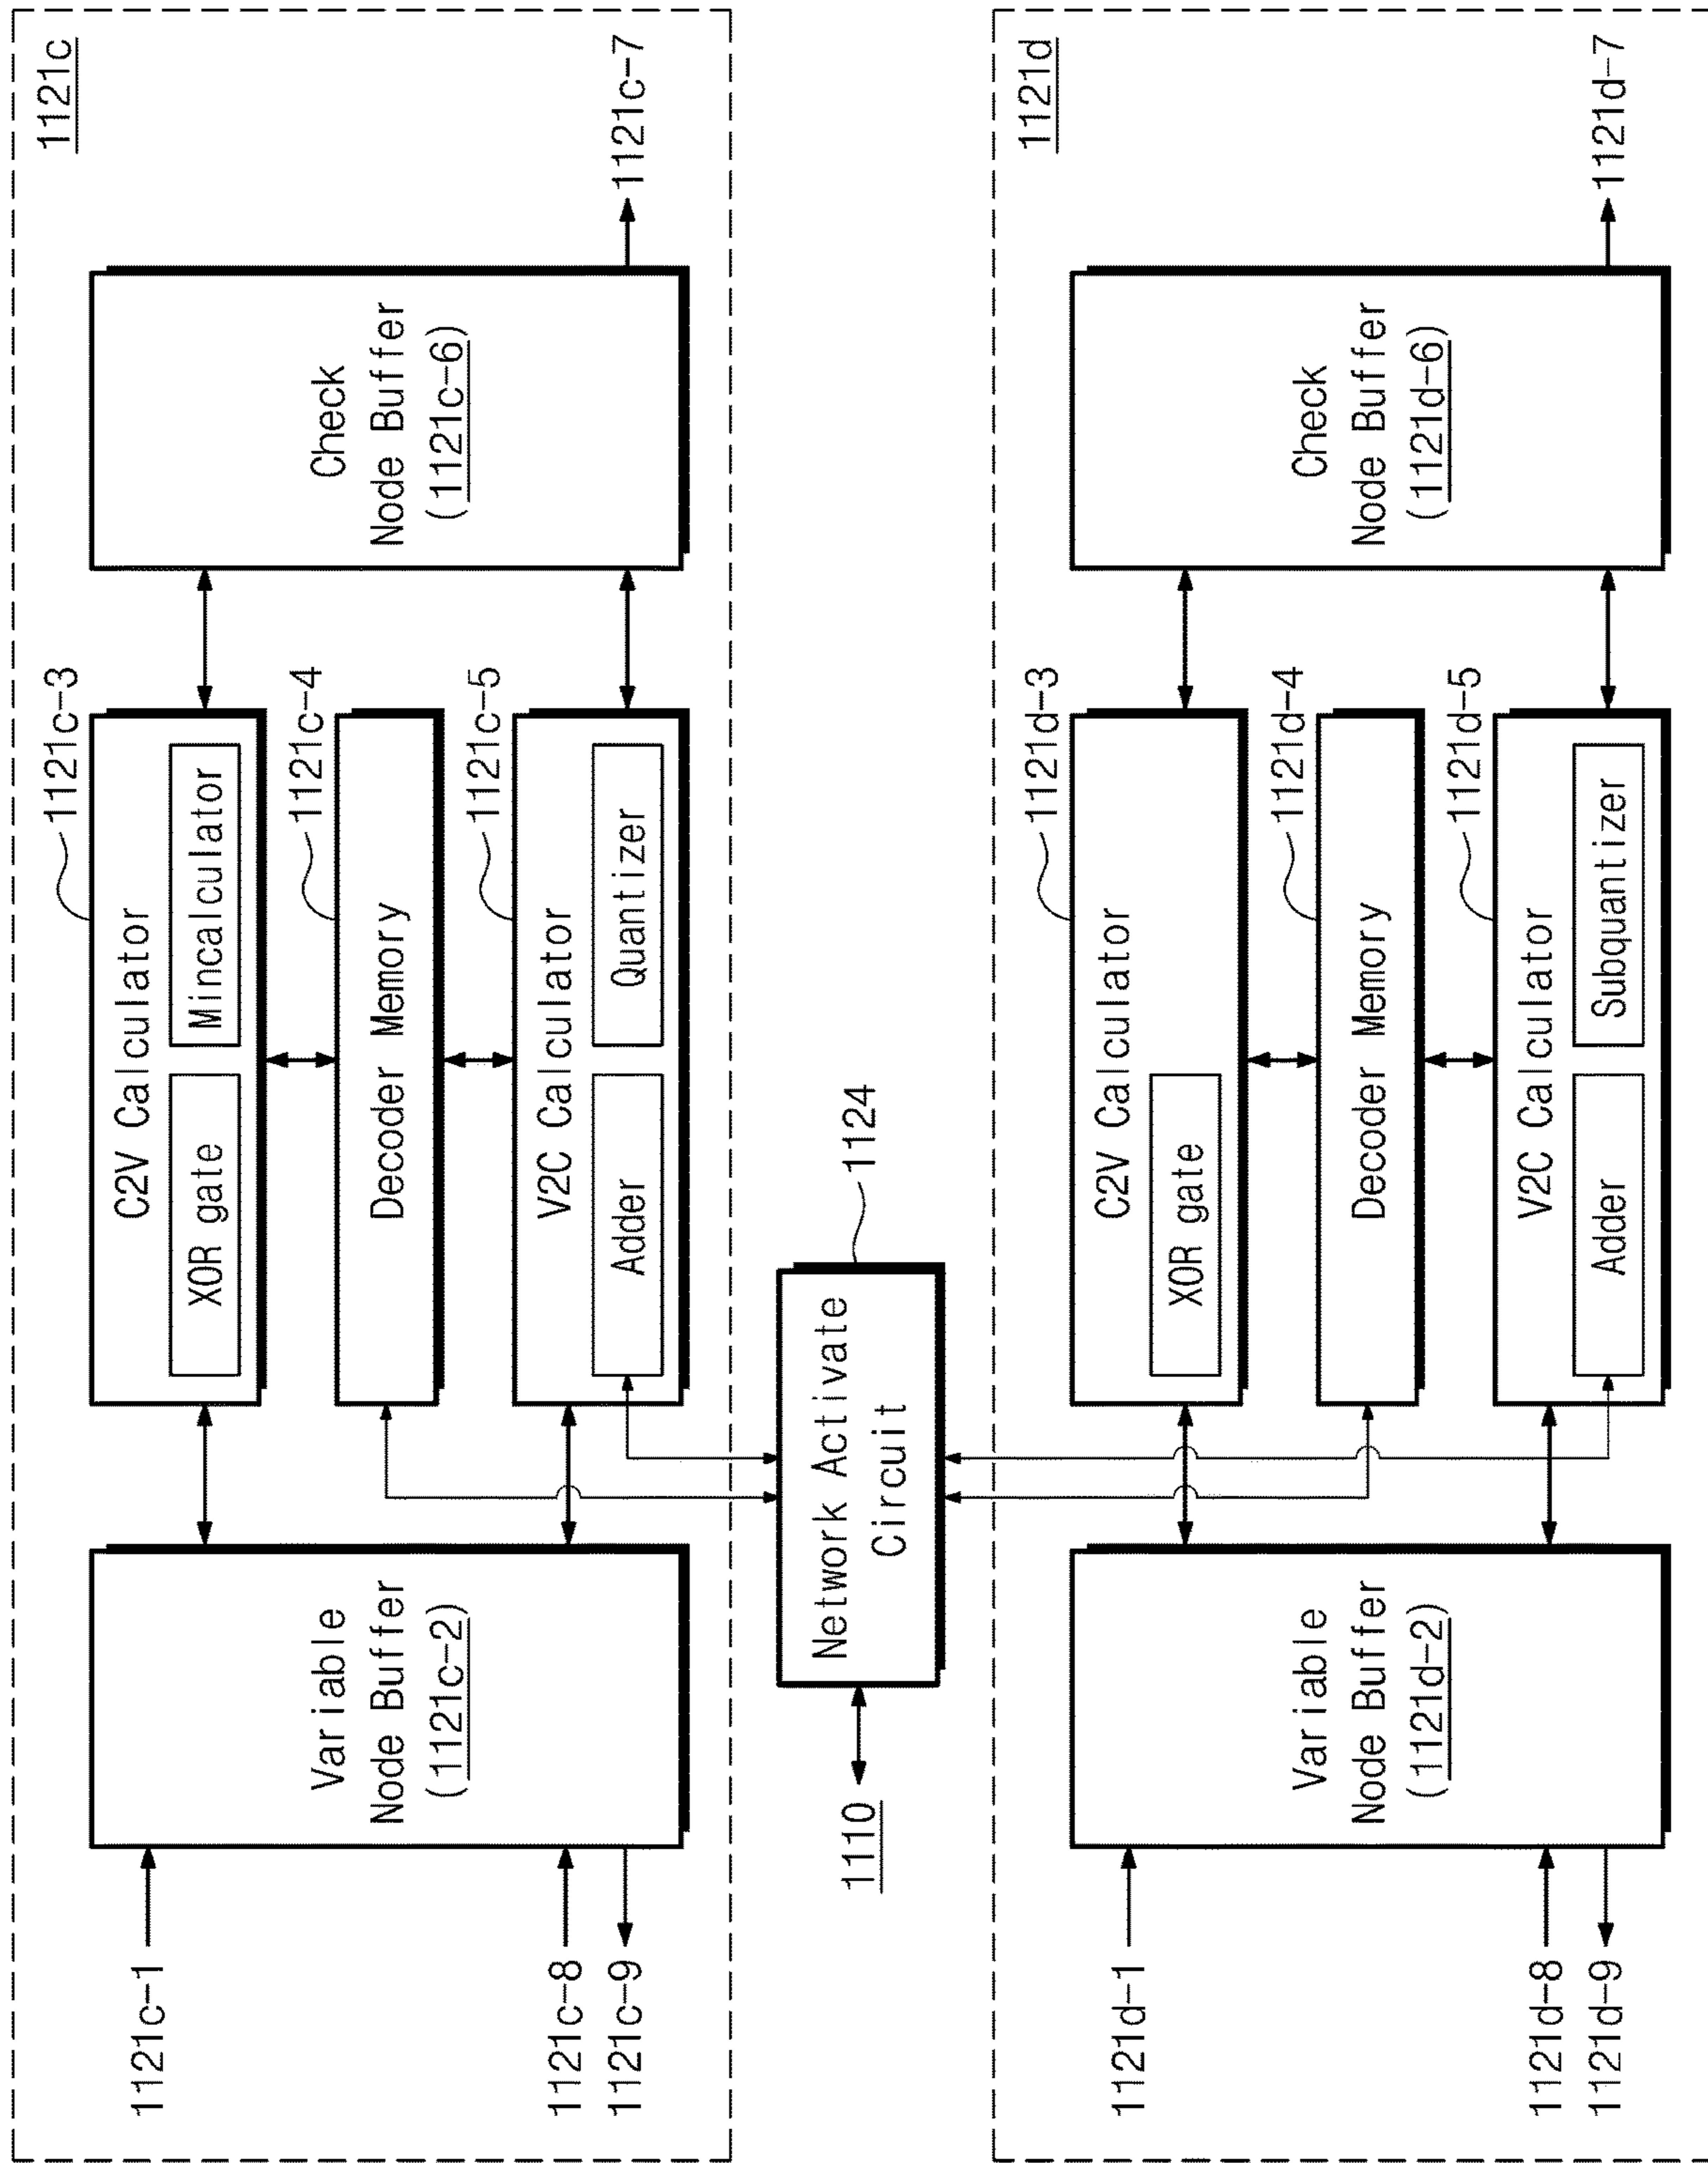 1121c
1121c-1
1121c-8
1121c-9
Variable
Node Buffer
(1121c-2)
1121c-3
C2V Calculator
XOR gate
Mincalculator
1121c-4
Decoder Memory
1121c-5
V2C Calculator
Adder
Quantizer
Check
Node Buffer
(1121c-6)
1121c-7
1110
Network Activate
Circuit
1124
1121d
1121d-1
1121d-8
1121d-9
Variable
Node Buffer
(1121d-2)
1121d-3
C2V Calculator
XOR gate
1121d-4
Decoder Memory
1121d-5
V2C Calculator
Adder
Subquantizer
Check
Node Buffer
(1121d-6)
1121d-7